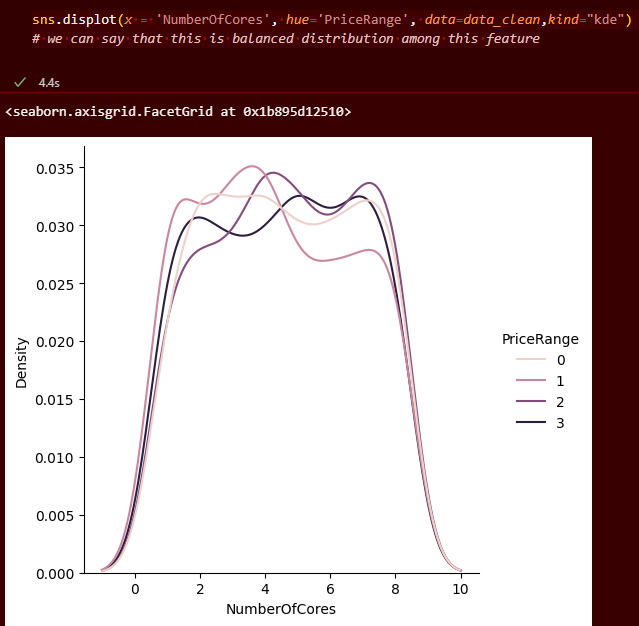 sns.displot(x = 'NumberOfCores', hue='PriceRange', data=data_clean,kind="kde")
# we can say that this is balanced distribution among this feature
✓ 4.4s
<seaborn.axisgrid.FacetGrid at 0x1b895d12510>
0.035
0.030
0.025
0.020
0.015
0.010
0.005
0.000
Density
0 2 4 6 8 10
NumberOfCores
PriceRange
0
1
2
3